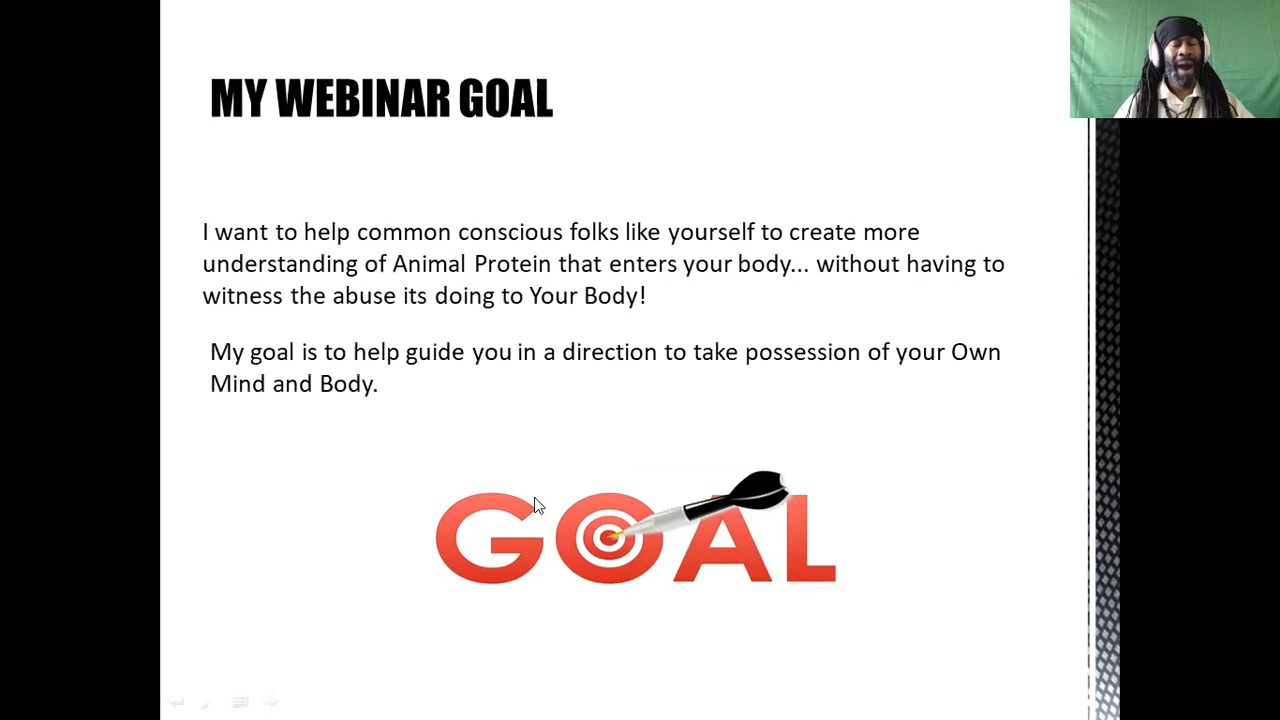 MY WEBINAR GOAL
I want to help common conscious folks like yourself to create more
understanding of Animal Protein that enters your body... without having to
witness the abuse its doing to Your Body!
My goal is to help guide you in a direction to take possession of your Own
Mind and Body.
GOAL